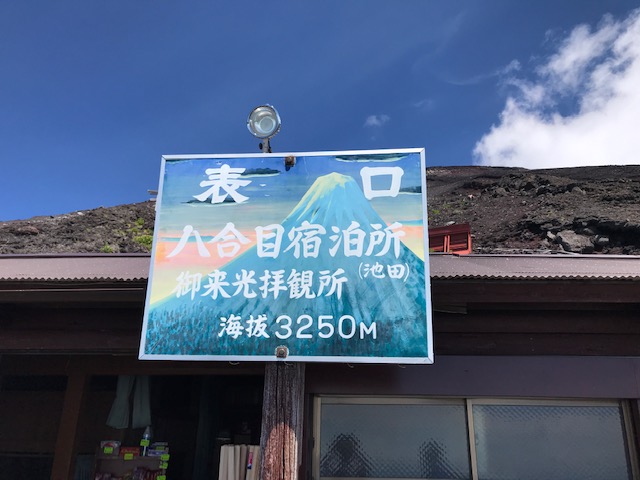 表口
八合目宿泊所
(池田)
御来光拝観所
海抜3250M